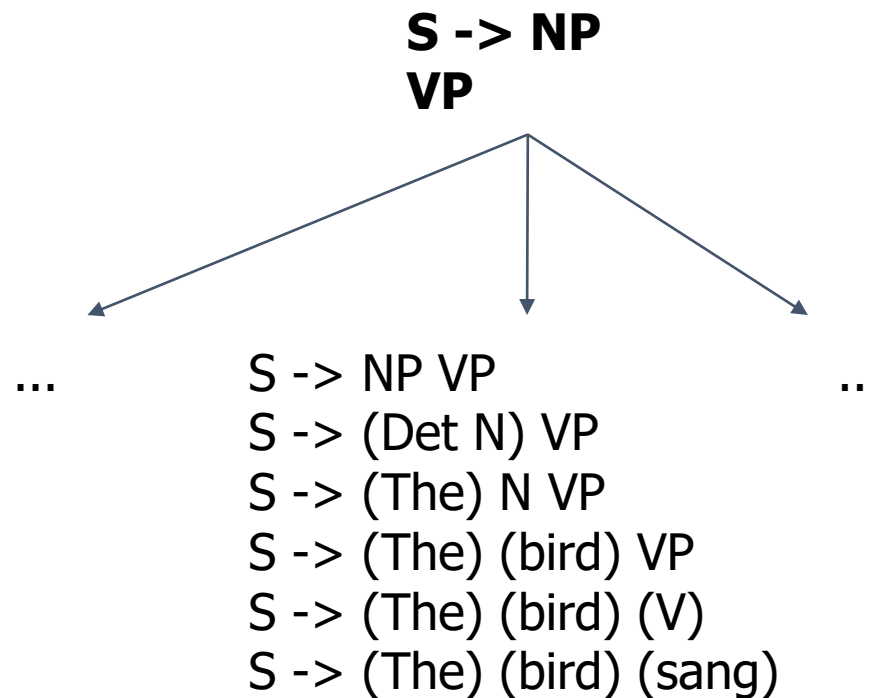 S -> NP
VP
...
S -> NP VP
..
S -> (Det N) VP
S -> (The) N VP
S -> (The) (bird) VP
S -> (The) (bird) (V)
S -> (The) (bird) (sang)